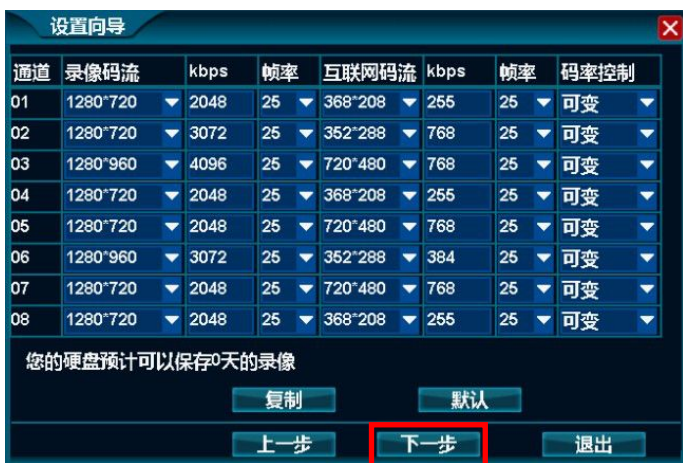 设置向导
通道 录像码流 kbps 帧率 互联网码流 kbps 帧率 码率控制
01 1280*720 2048 25 368*208 255 25 可变
02 1280*720 3072 25 352*288 768 25 可变
03 1280*960 4096 25 720*480 768 25 可变
04 1280*720 2048 25 368*208 255 25 可变
05 1280*720 2048 25 720*480 768 25 可变
06 1280*960 3072 25 352*288 384 25 可变
07 1280*720 2048 25 720*480 768 25 可变
08 1280*720 2048 25 368*208 255 25 可变
您的硬盘预计可以保存0天的录像
复制 默认
上一步 下一步 退出